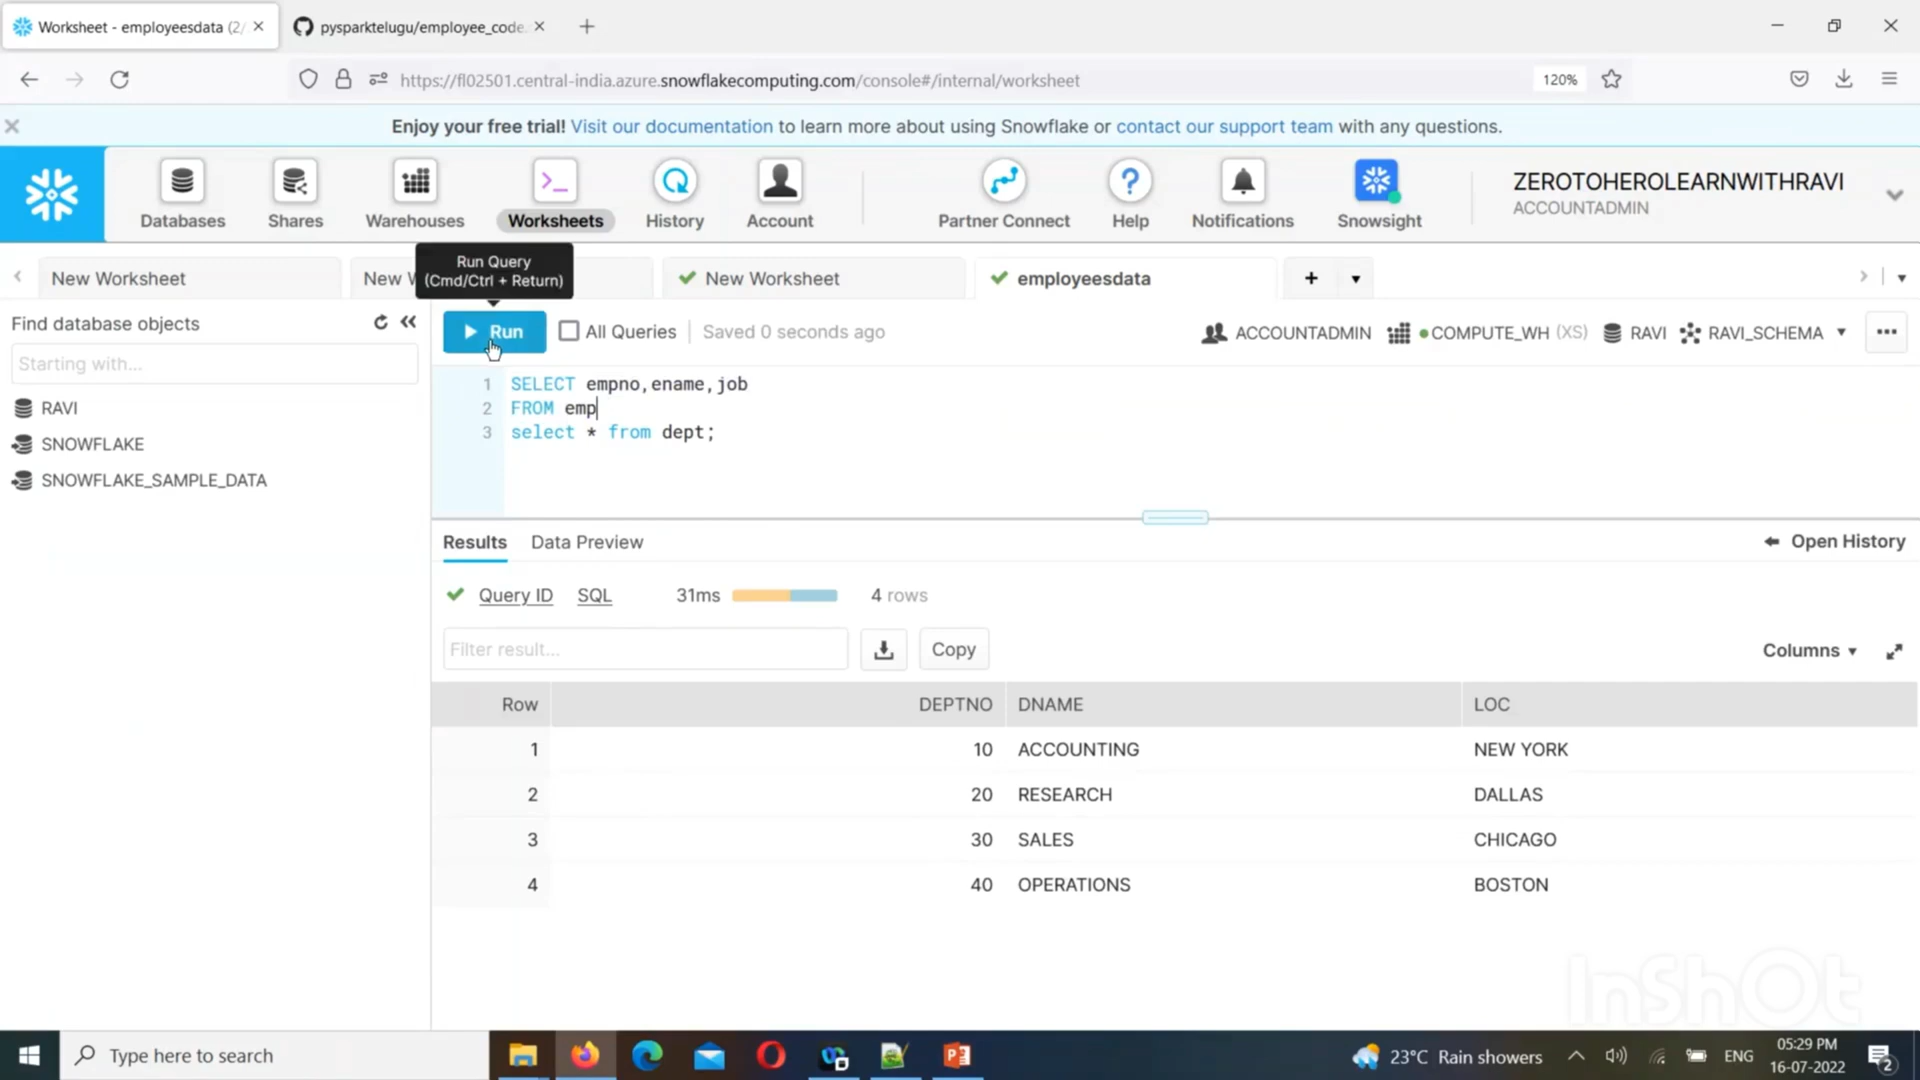 Worksheet - employeesdata (2/
pysparktelugu/employee_code.
https://fl02501.central-india.azure.snowflakecomputing.com/console#/internal/worksheet
120%
Enjoy your free trial! Visit our documentation to learn more about using Snowflake or contact our support team with any questions.
Databases
Shares
Warehouses
Worksheets
History
Account
Partner Connect
Help
Notifications
Snowsight
ZEROTOHEROLEARNWITHRAVI
ACCOUNTADMIN
New Worksheet
New W
Run Query
(Cmd/Ctrl + Return)
New Worksheet
employeesdata
Find database objects
Starting with...
RAVI
SNOWFLAKE
SNOWFLAKE_SAMPLE_DATA
Run
All Queries
Saved 0 seconds ago
ACCOUNTADMIN
COMPUTE_WH (XS)
RAVI
RAVI_SCHEMA
1 SELECT empno,ename,job
2 FROM emp
3 select * from dept;
Results Data Preview
Open History
Query ID SQL 31ms 4 rows
Filter result...
Copy
Columns
Row DEPTNO DNAME LOC
1 10 ACCOUNTING NEW YORK
2 20 RESEARCH DALLAS
3 30 SALES CHICAGO
4 40 OPERATIONS BOSTON
InShOt
Type here to search
23°C Rain showers
ENG
05:29 PM
16-07-2022
2